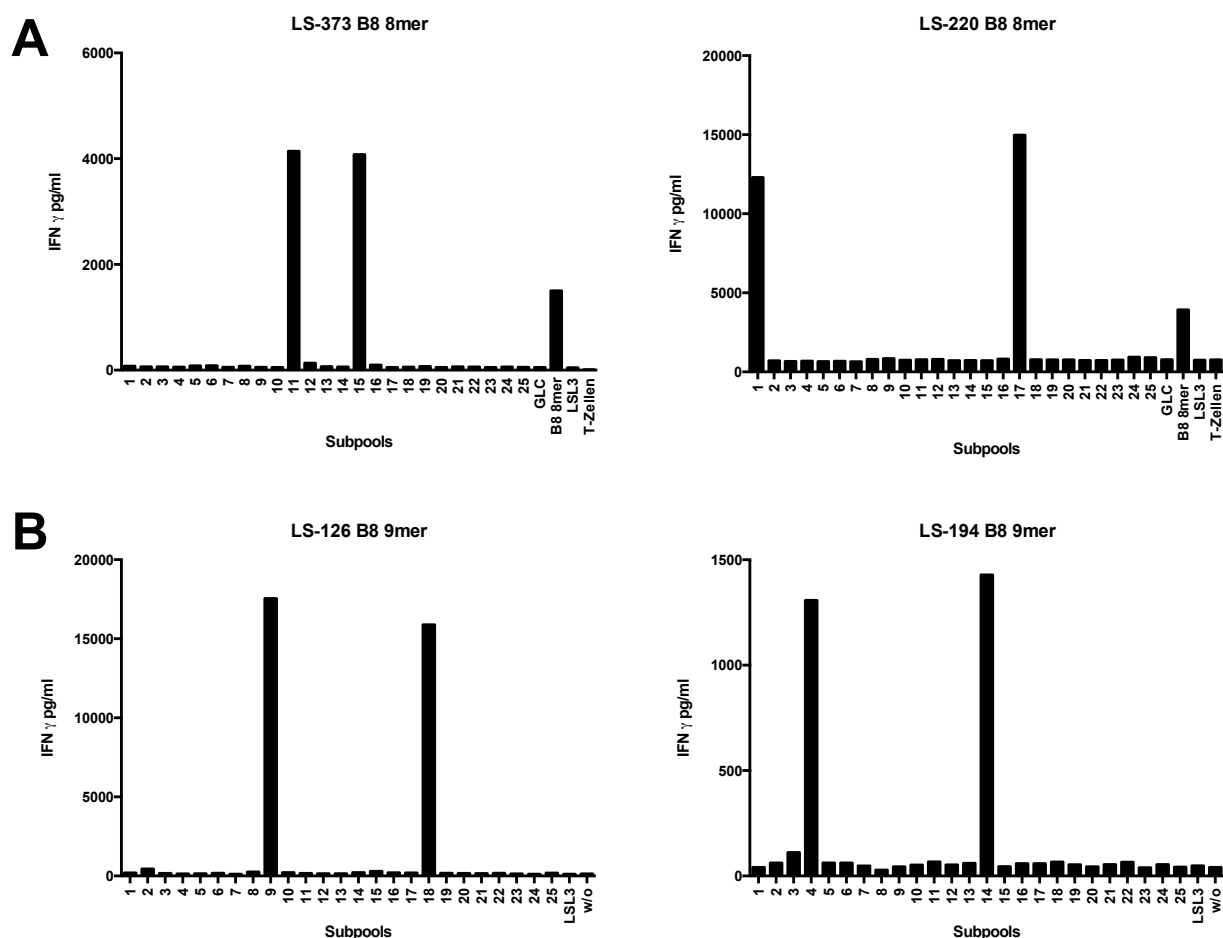 A
LS-373 B8 8mer
6000
4000
2000
0
IFN γ pg/ml
1 2 3 4 5 6 7 8 9 10 11 12 13 14 15 16 17 18 19 20 21 22 23 24 25 GLC B8 8mer LSL3 T-Zellen
Subpools
LS-220 B8 8mer
20000
15000
10000
5000
0
IFN γ pg/ml
1 2 3 4 5 6 7 8 9 10 11 12 13 14 15 16 17 18 19 20 21 22 23 24 25 GLC B8 8mer LSL3 T-Zellen
Subpools
B
LS-126 B8 9mer
20000
15000
10000
5000
0
IFN γ pg/ml
1 2 3 4 5 6 7 8 9 10 11 12 13 14 15 16 17 18 19 20 21 22 23 24 25 LSL3 w/o
Subpools
LS-194 B8 9mer
1500
1000
500
0
IFN γ pg/ml
1 2 3 4 5 6 7 8 9 10 11 12 13 14 15 16 17 18 19 20 21 22 23 24 25 LSL3 w/o
Subpools